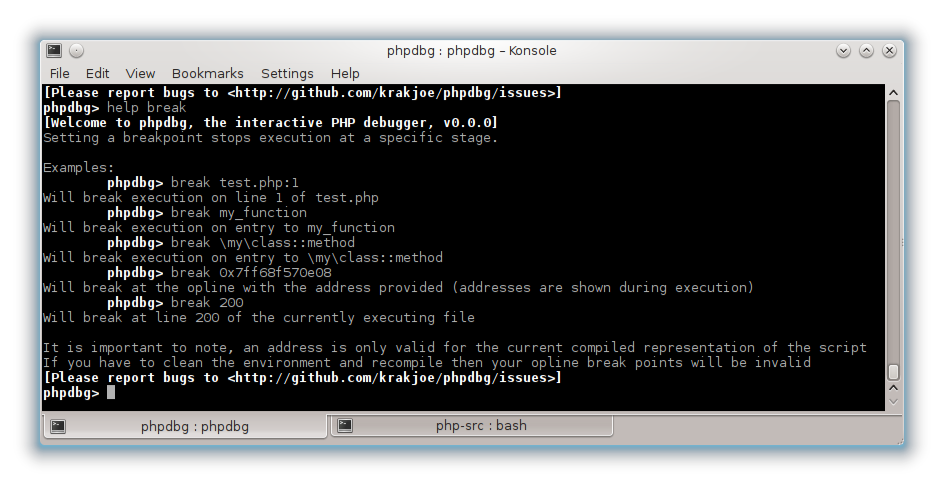 phpdbg : phpdbg – Konsole
File Edit View Bookmarks Settings Help
[Please report bugs to <http://github.com/krakjoe/phpdbg/issues>]
phpdbg> help break
[Welcome to phpdbg, the interactive PHP debugger, v0.0.0]
Setting a breakpoint stops execution at a specific stage.
Examples:
phpdbg> break test.php:1
Will break execution on line 1 of test.php
phpdbg> break my_function
Will break execution on entry to my_function
phpdbg> break \my\class::method
Will break execution on entry to \my\class::method
phpdbg> break 0x7ff68f570e08
Will break at the opline with the address provided (addresses are shown during execution)
phpdbg> break 200
Will break at line 200 of the currently executing file
It is important to note, an address is only valid for the current compiled representation of the script
If you have to clean the environment and recompile then your opline break points will be invalid
[Please report bugs to <http://github.com/krakjoe/phpdbg/issues>]
phpdbg>
phpdbg : phpdbg
php-src : bash